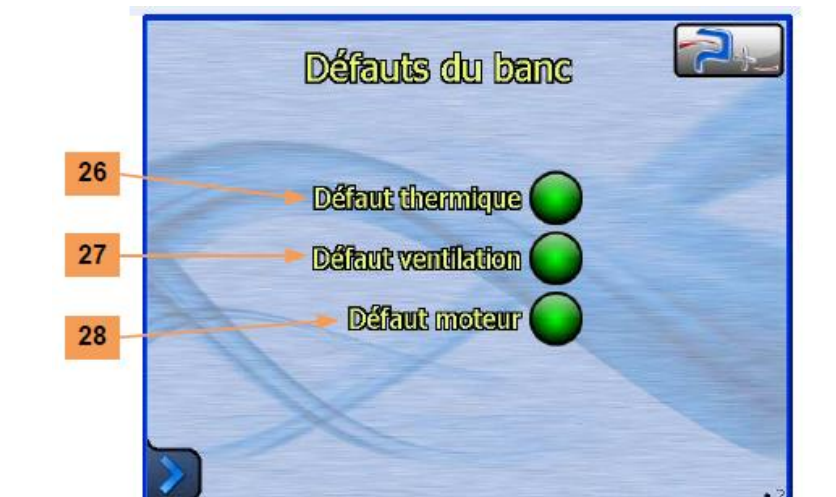 Défauts du banc
26
Défaut thermique
27
Défaut ventilation
28
Défaut moteur